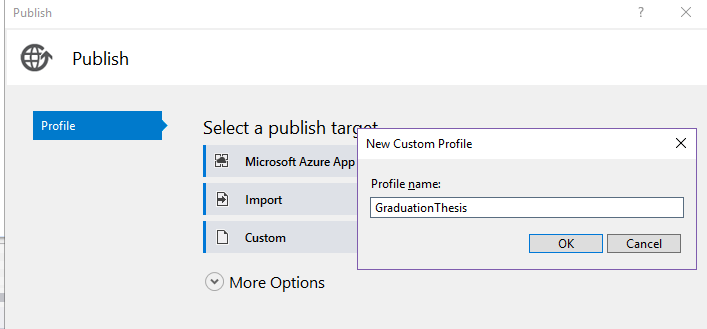 Publish
?
Publish
Profile
Select a publish target
New Custom Profile
Microsoft Azure App
Profile name:
Import
GraduationThesis
Custom
OK
Cancel
More Options